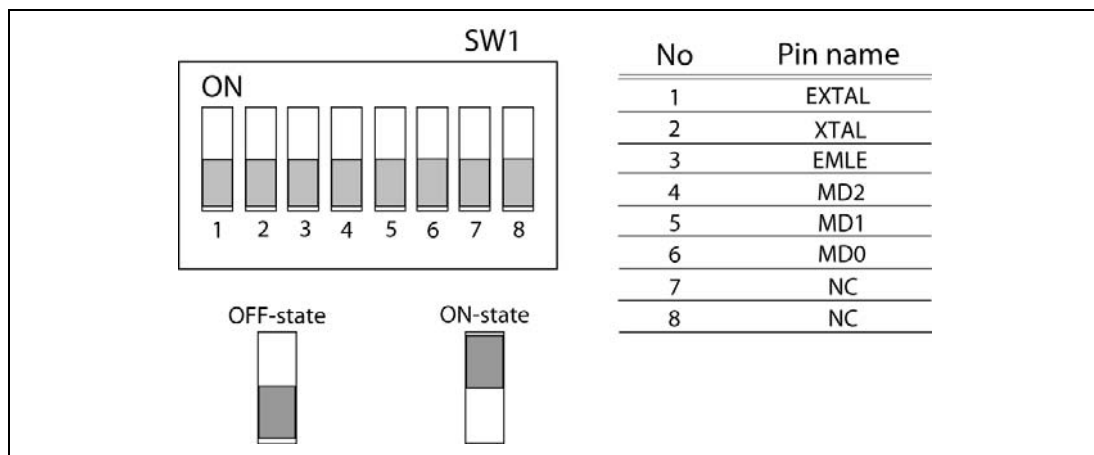 SW1
ON
1 2 3 4 5 6 7 8
OFF-state ON-state
No Pin name
1 EXTAL
2 XTAL
3 EMLE
4 MD2
5 MD1
6 MD0
7 NC
8 NC